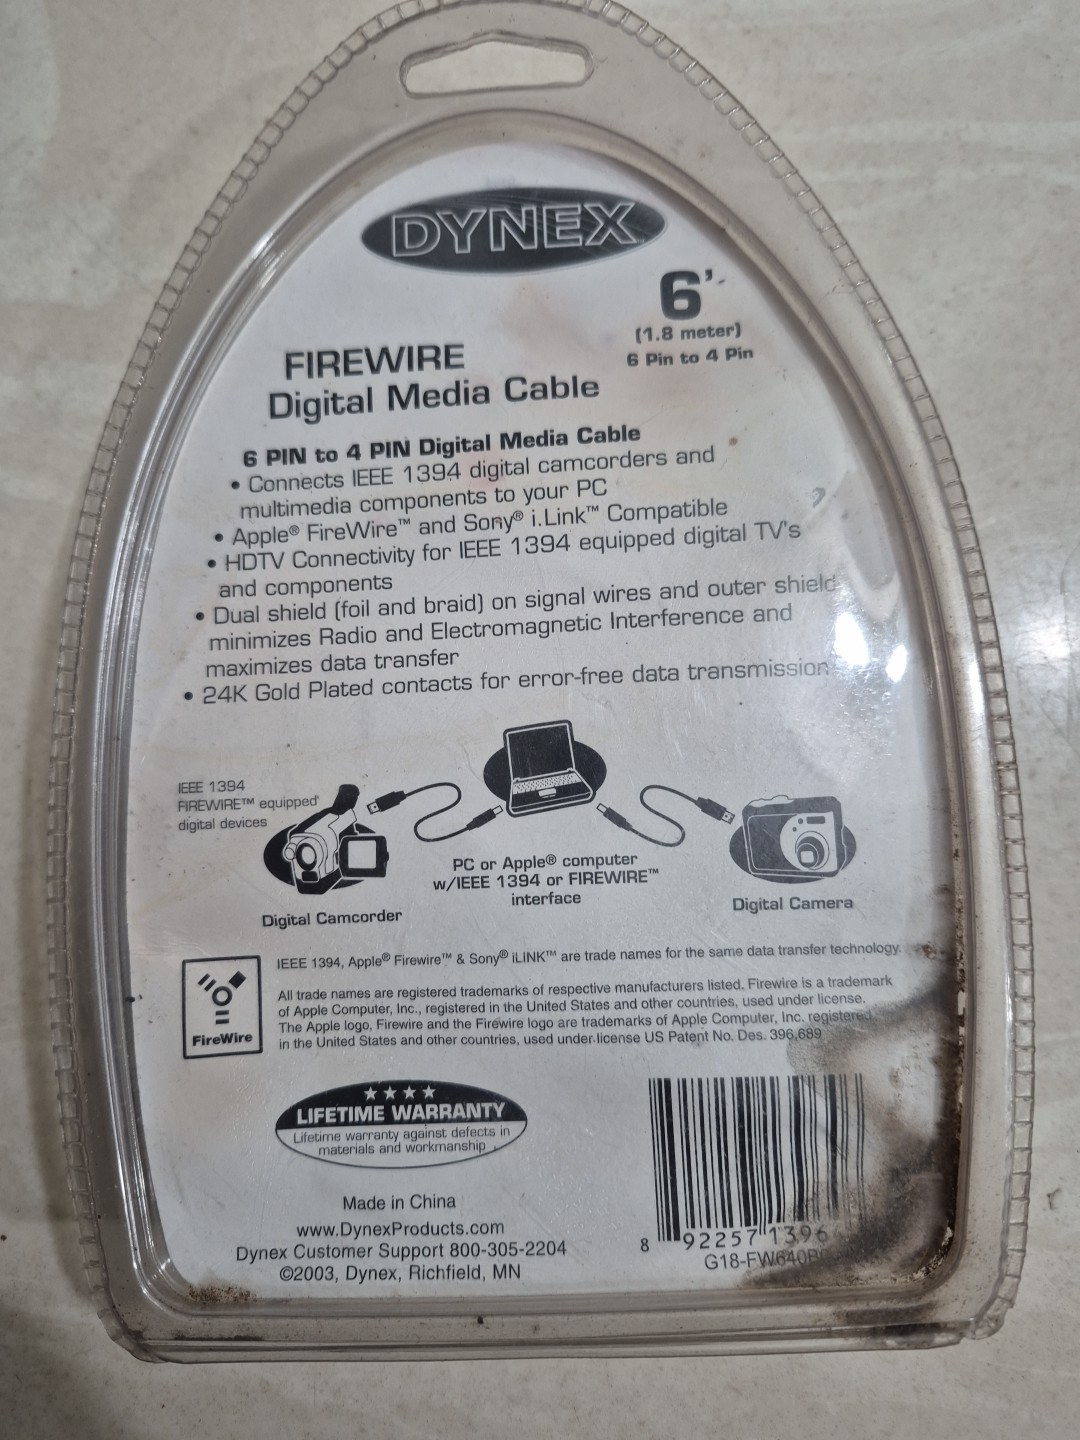 DYNEX
6'
(1.8 meter)
6 Pin to 4 Pin
FIREWIRE
Digital Media Cable
6 PIN to 4 PIN Digital Media Cable
• Connects IEEE 1394 digital camcorders and
multimedia components to your PC
• Apple® FireWire™ and Sony® i.Link™ Compatible
• HDTV Connectivity for IEEE 1394 equipped digital TV's
and components
• Dual shield (foil and braid) on signal wires and outer shield
minimizes Radio and Electromagnetic Interference and
maximizes data transfer
• 24K Gold Plated contacts for error-free data transmission
IEEE 1394
FIREWIRE™ equipped
digital devices
Digital Camcorder
PC or Apple® computer
w/IEEE 1394 or FIREWIRE™
interface
Digital Camera
FireWire
IEEE 1394, Apple® Firewire™ & Sony® iLINK™ are trade names for the same data transfer technology.
All trade names are registered trademarks of respective manufacturers listed. Firewire is a trademark
of Apple Computer, Inc., registered in the United States and other countries, used under license.
The Apple logo, Firewire and the Firewire logo are trademarks of Apple Computer, Inc. registered
in the United States and other countries, used under license US Patent No. Des. 396,689
LIFETIME WARRANTY
Lifetime warranty against defects in
materials and workmanship
Made in China
www.DynexProducts.com
Dynex Customer Support 800-305-2204
©2003, Dynex, Richfield, MN
8 92257 1396